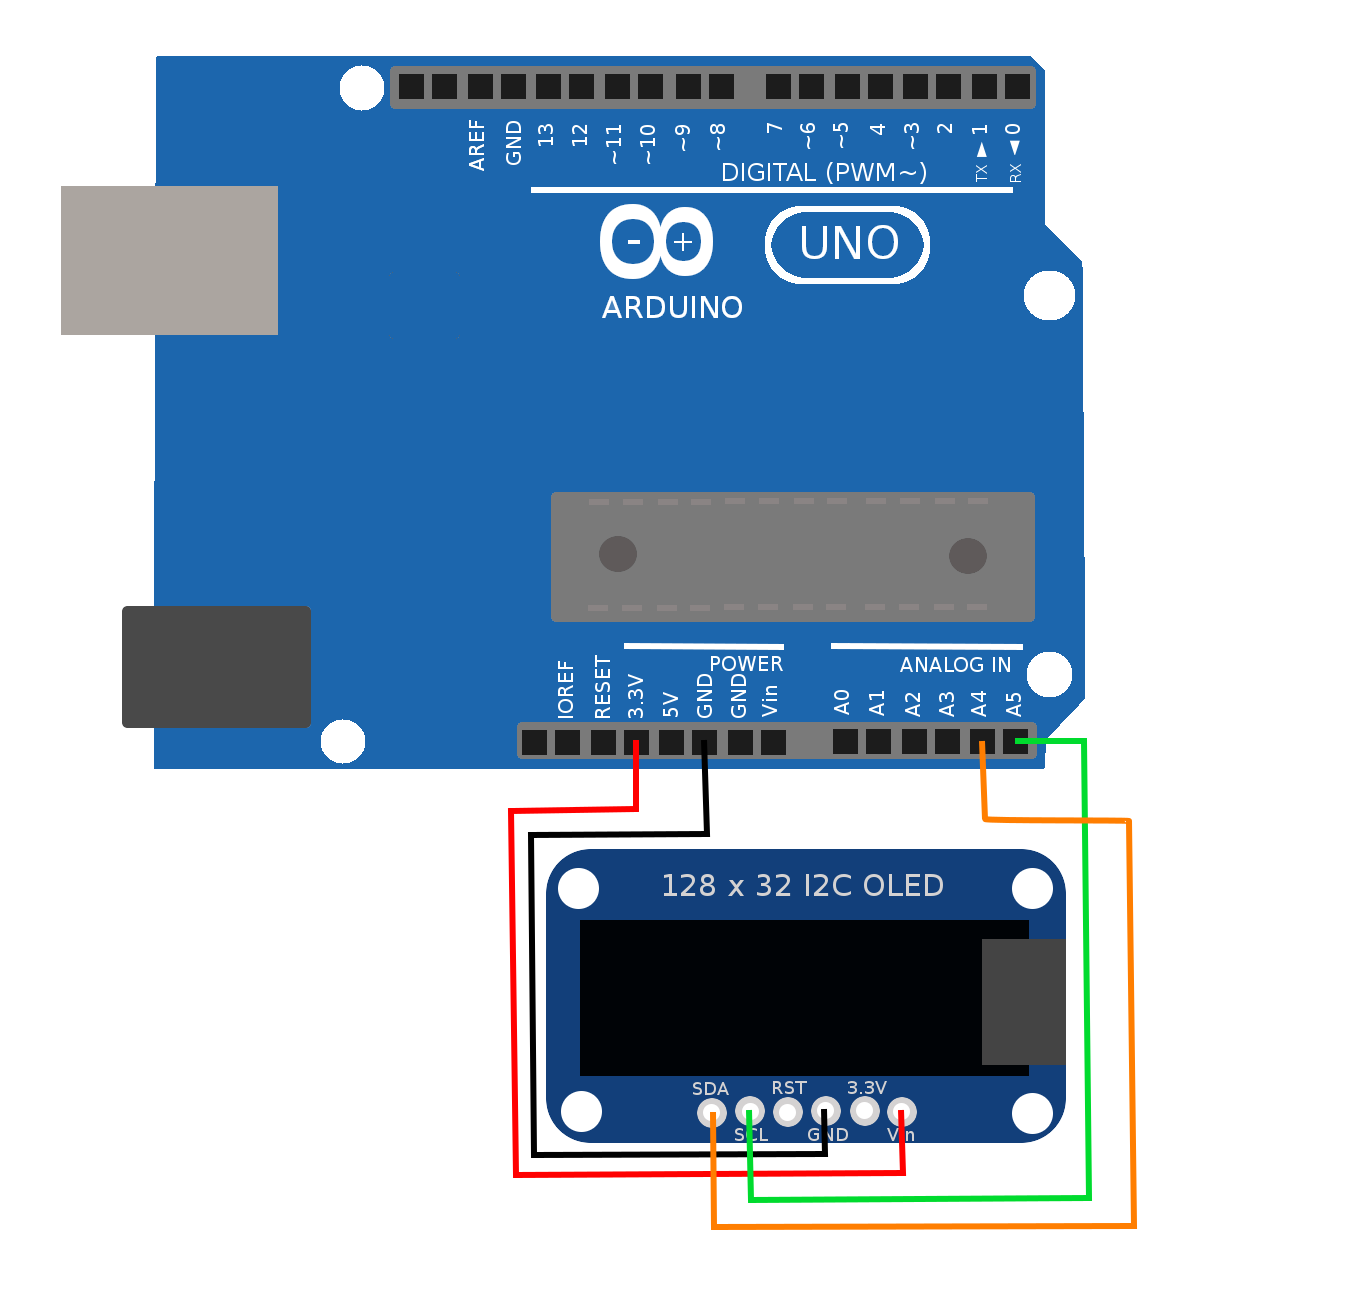 AREF
GND
13
12
~11
~10
~9
~8
7
~6
~5
4
~3
2
TX ► 1
RX ◄ 0
DIGITAL (PWM~)
- +
UNO
ARDUINO
POWER
ANALOG IN
IOREF
RESET
3.3V
5V
GND
GND
Vin
A0
A1
A2
A3
A4
A5
128 x 32 I2C OLED
SDA
RST
3.3V
SCL
GND
Vin